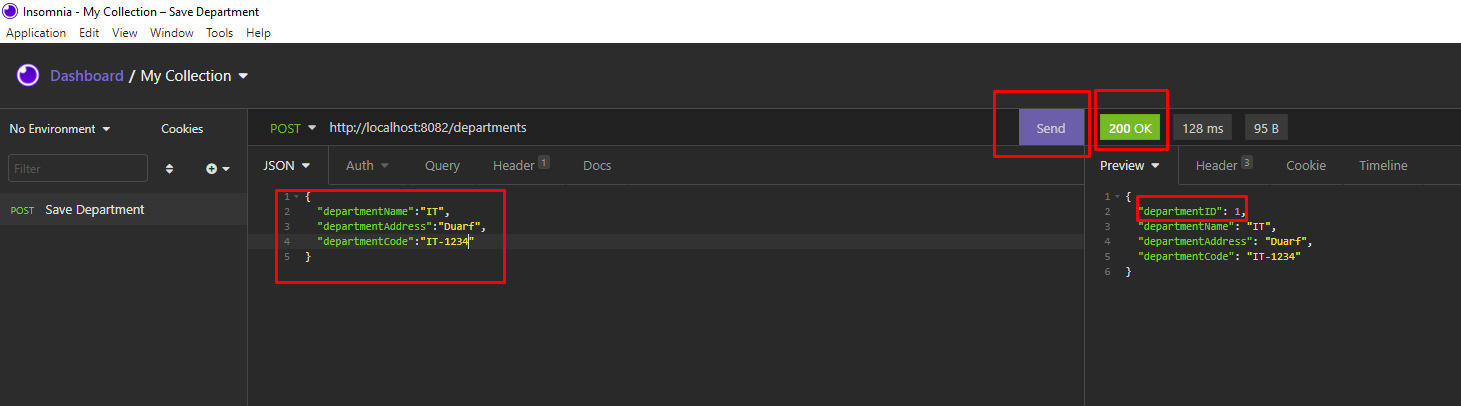 Insomnia - My Collection – Save Department
Application Edit View Window Tools Help
Dashboard / My Collection
No Environment Cookies
Filter
POST Save Department
POST http://localhost:8082/departments Send
JSON Auth Query Header 1 Docs
1 {
2 "departmentName":"IT",
3 "departmentAddress":"Duarf",
4 "departmentCode":"IT-1234"
5 }
200 OK 128 ms 95 B
Preview Header 3 Cookie Timeline
1 {
2 "departmentID": 1,
3 "departmentName": "IT",
4 "departmentAddress": "Duarf",
5 "departmentCode": "IT-1234"
6 }